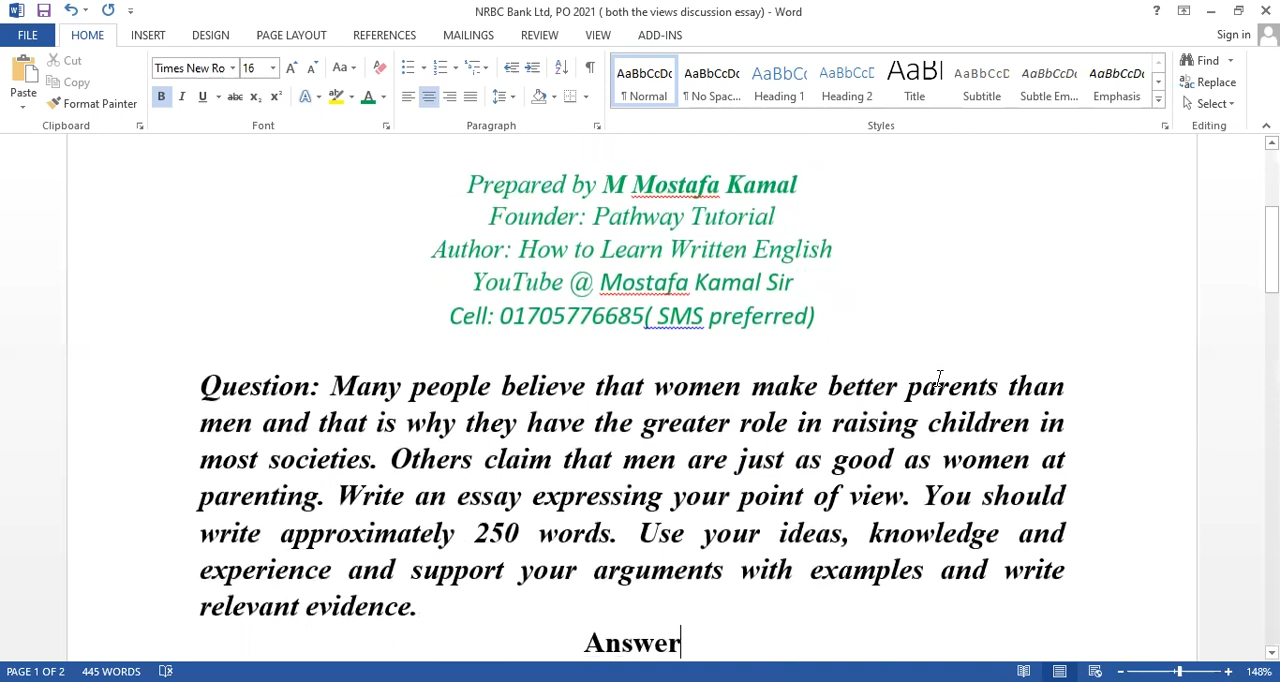 NRBC Bank Ltd, PO 2021 ( both the views discussion essay) - Word
FILE HOME INSERT DESIGN PAGE LAYOUT REFERENCES MAILINGS REVIEW VIEW ADD-INS Sign in
Paste
Cut
Copy
Format Painter
Clipboard
Times New Ro 16
Font
Paragraph
AaBbCcDc AaBbCcDc AaBbCc AaBbCcD AaBl AaBbCcD AaBbCcDc AaBbCcDc
¶ Normal ¶ No Spac... Heading 1 Heading 2 Title Subtitle Subtle Em... Emphasis
Styles
Find
Replace
Select
Editing
Prepared by M Mostafa Kamal
Founder: Pathway Tutorial
Author: How to Learn Written English
YouTube @ Mostafa Kamal Sir
Cell: 01705776685( SMS preferred)
Question: Many people believe that women make better parents than
men and that is why they have the greater role in raising children in
most societies. Others claim that men are just as good as women at
parenting. Write an essay expressing your point of view. You should
write approximately 250 words. Use your ideas, knowledge and
experience and support your arguments with examples and write
relevant evidence.
Answer
PAGE 1 OF 2 445 WORDS 148%